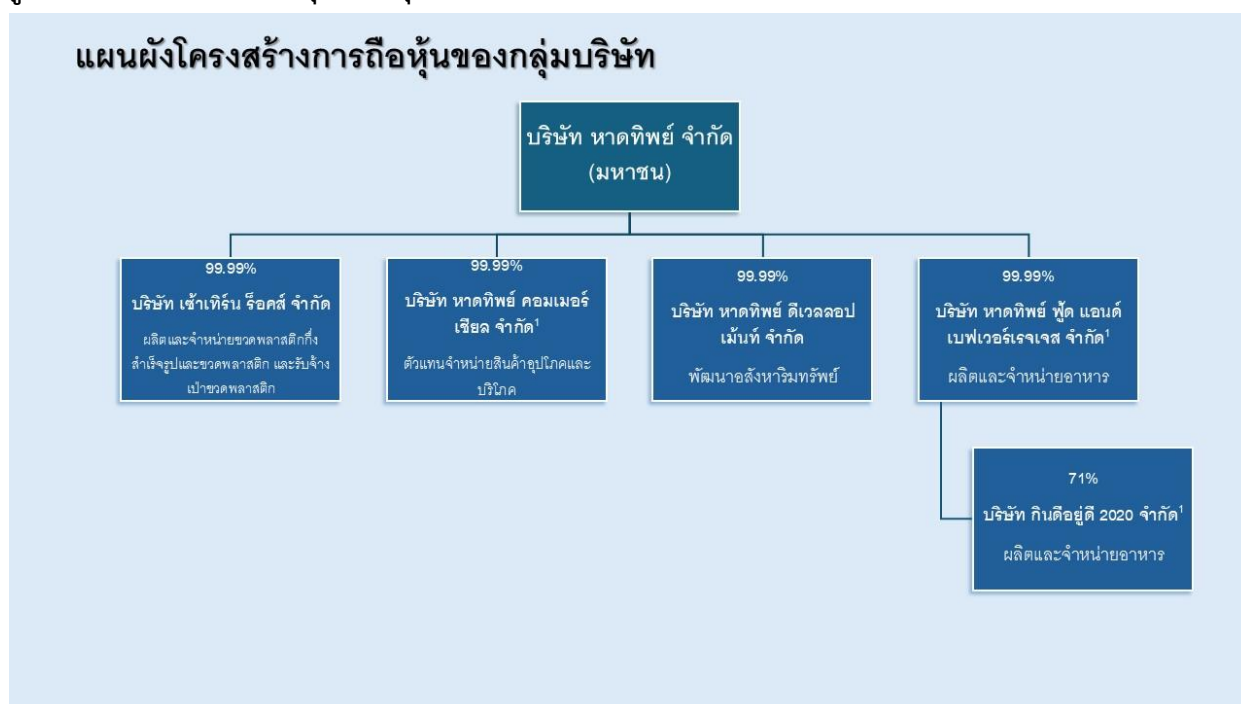 แผนผังโครงสร้างการถือหุ้นของกลุ่มบริษัท
บริษัท หาดทิพย์ จำกัด
(มหาชน)
99.99%
บริษัท เซ้าเทิร์น ร็อคส์ จำกัด
ผลิตและจำหน่ายขวดพลาสติกกึ่ง
สำเร็จรูปและขวดพลาสติก และรับจ้าง
เป่าขวดพลาสติก
99.99%
บริษัท หาดทิพย์ คอมเมอร์
เชียล จำกัด¹
ตัวแทนจำหน่ายสินค้าอุปโภคและ
บริโภค
99.99%
บริษัท หาดทิพย์ ดีเวลลอป
เม้นท์ จำกัด
พัฒนาอสังหาริมทรัพย์
99.99%
บริษัท หาดทิพย์ ฟู้ด แอนด์
เบฟเวอร์เรจเจส จำกัด¹
ผลิตและจำหน่ายอาหาร
71%
บริษัท กินดีอยู่ดี 2020 จำกัด¹
ผลิตและจำหน่ายอาหาร